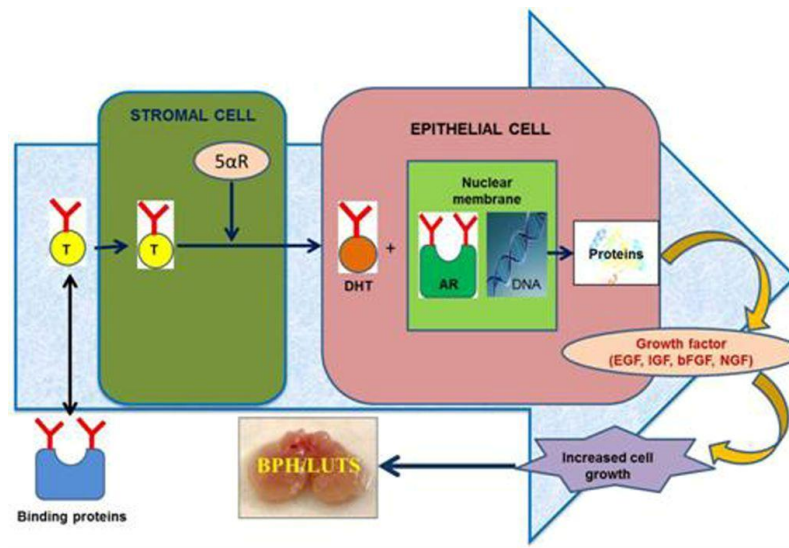 STROMAL CELL
EPITHELIAL CELL
5αR
Nuclear
membrane
T
T
DHT
+
AR
DNA
Proteins
Growth factor
(EGF, IGF, bFGF, NGF)
BPH/LUTS
Increased cell
growth
Binding proteins